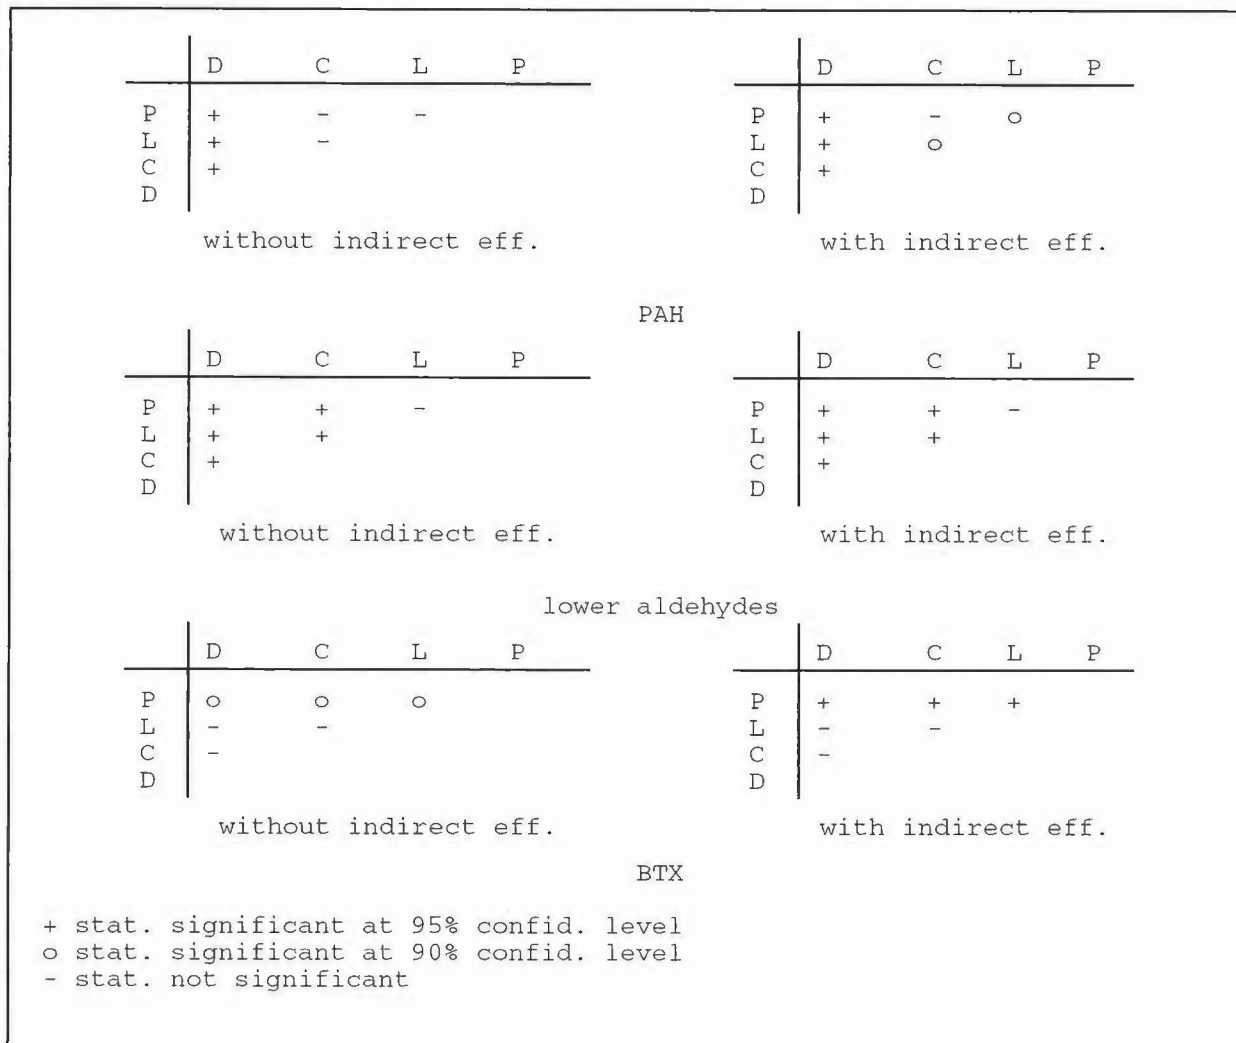 D C L P D C L P
P + - - P + - o
L + - L + o
C + C +
D D
without indirect eff. with indirect eff.
PAH
D C L P D C L P
P + + - P + + -
L + + L + +
C + C +
D D
without indirect eff. with indirect eff.
lower aldehydes
D C L P D C L P
P o o o P + + +
L - - L - -
C - C -
D D
without indirect eff. with indirect eff.
BTX
+ stat. significant at 95% confid. level
o stat. significant at 90% confid. level
- stat. not significant